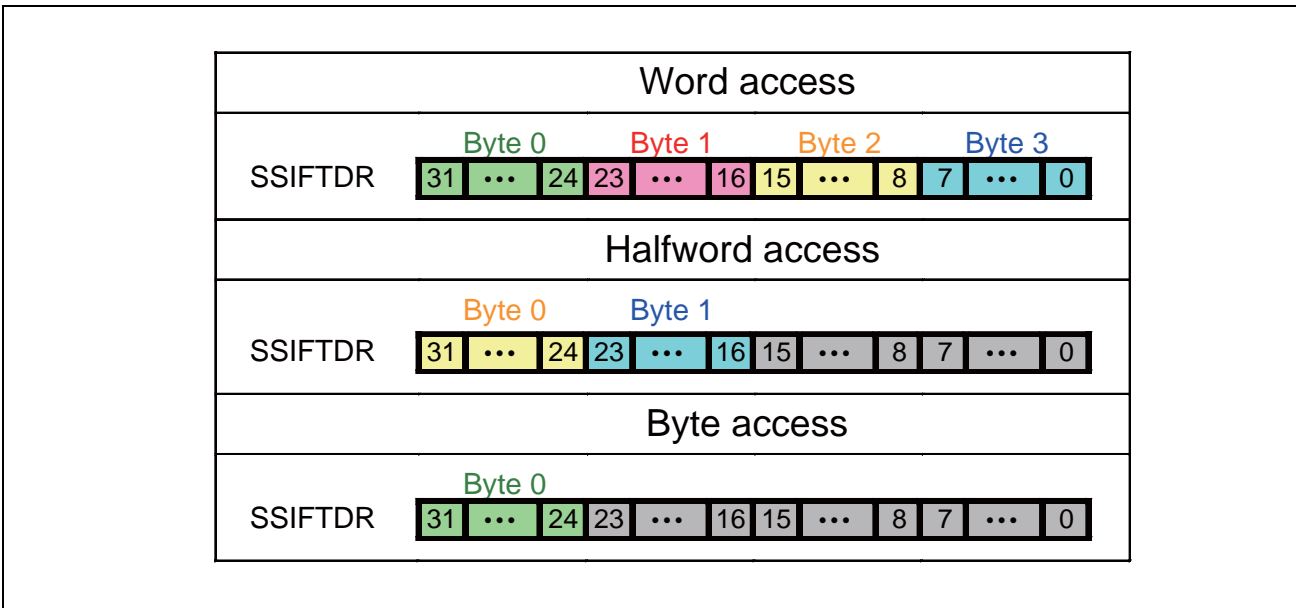 Word access
Byte 0 Byte 1 Byte 2 Byte 3
SSIFTDR 31 ••• 24 23 ••• 16 15 ••• 8 7 ••• 0
Halfword access
Byte 0 Byte 1
SSIFTDR 31 ••• 24 23 ••• 16 15 ••• 8 7 ••• 0
Byte access
Byte 0
SSIFTDR 31 ••• 24 23 ••• 16 15 ••• 8 7 ••• 0